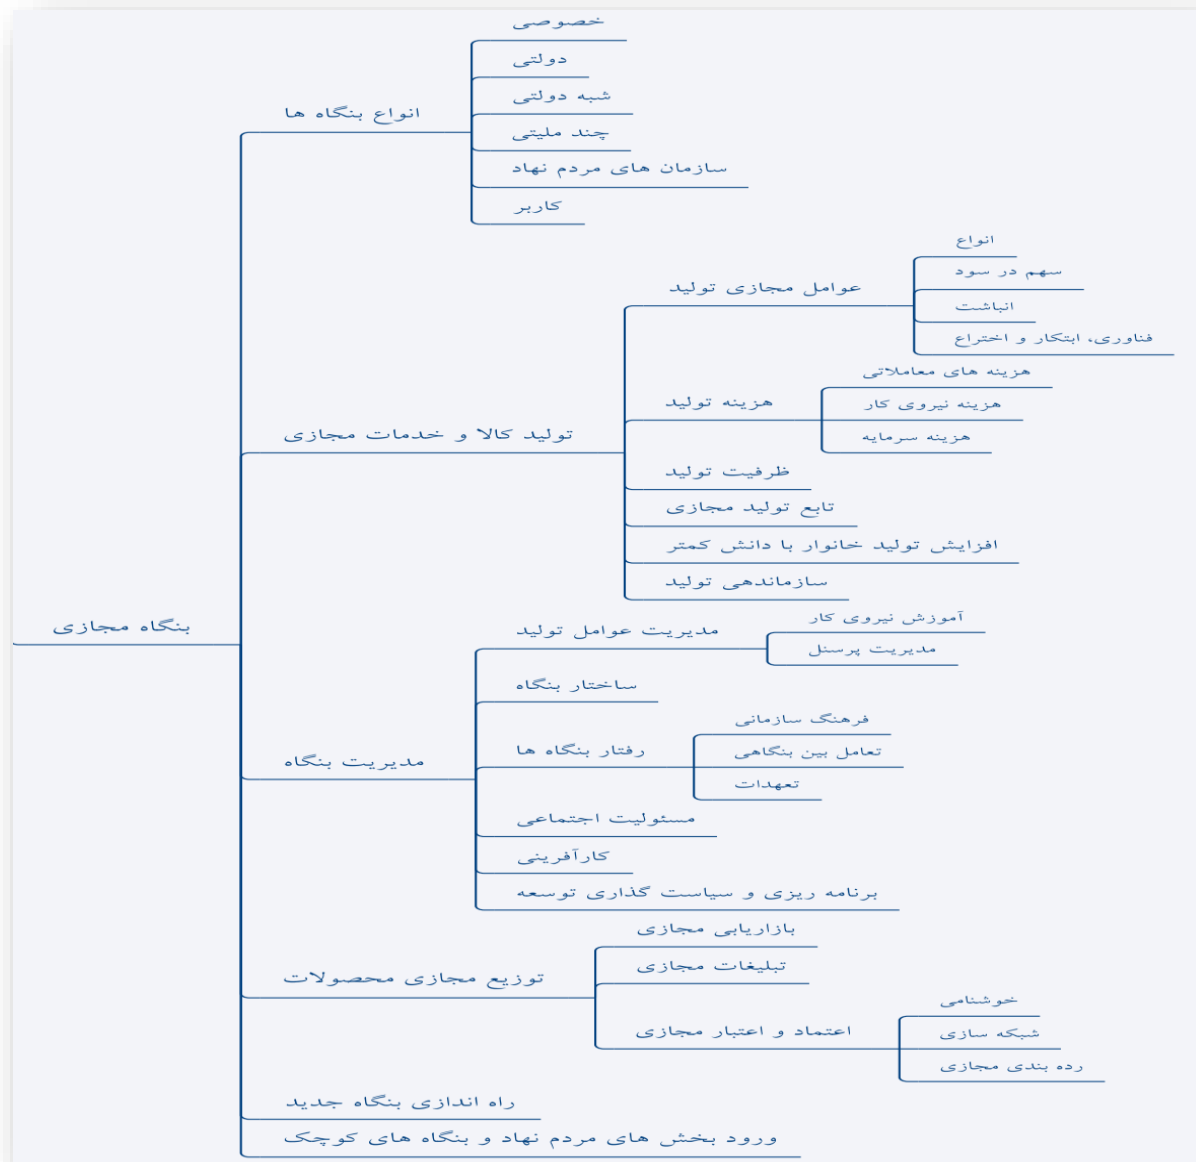 خصوصی
دولتی
شبه دولتی
انواع بنگاه ها
چند ملیتی
سازمان های مردم نهاد
کاربر
انواع
سهم در سود
عوامل مجازی تولید
انباشت
فناوری، ابتکار و اختراع
هزینه های معاملاتی
هزینه تولید
هزینه نیروی کار
تولید کالا و خدمات مجازی
هزینه سرمایه
ظرفیت تولید
تابع تولید مجازی
افزایش تولید خانوار با دانش کمتر
سازماندهی تولید
بنگاه مجازی
آموزش نیروی کار
مدیریت عوامل تولید
مدیریت پرسنل
ساختار بنگاه
فرهنگ سازمانی
رفتار بنگاه ها
تعامل بین بنگاهی
مدیریت بنگاه
تعهدات
مسئولیت اجتماعی
کارآفرینی
برنامه ریزی و سیاست گذاری توسعه
بازاریابی مجازی
تبلیغات مجازی
توزیع مجازی محصولات
خوشنامی
اعتماد و اعتبار مجازی
شبکه سازی
رده بندی مجازی
راه اندازی بنگاه جدید
ورود بخش های مردم نهاد و بنگاه های کوچک